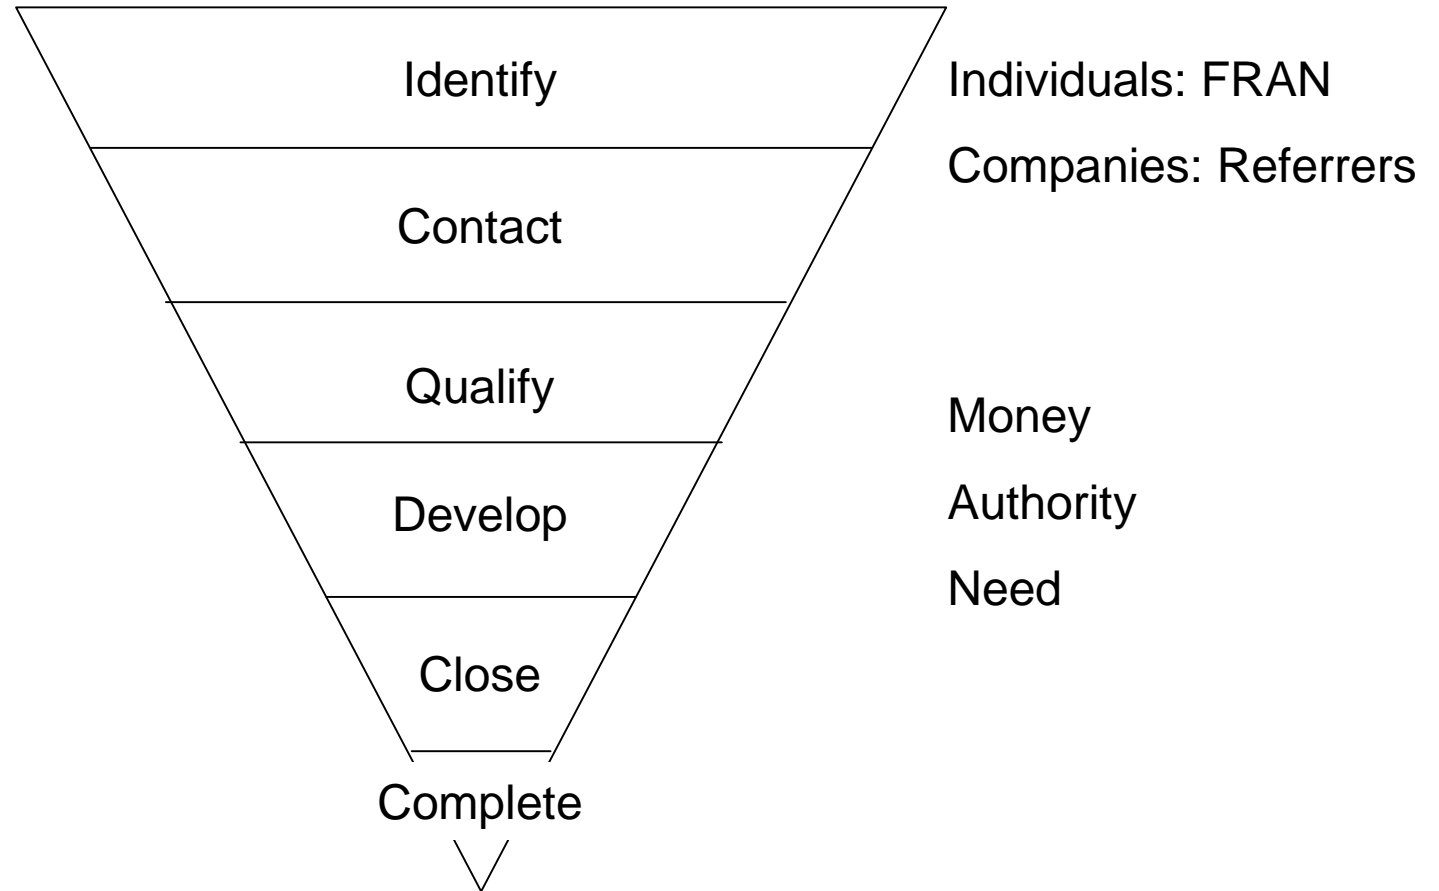 Identify
Individuals: FRAN
Companies: Referrers
Contact
Qualify
Money
Authority
Develop
Need
Close
Complete